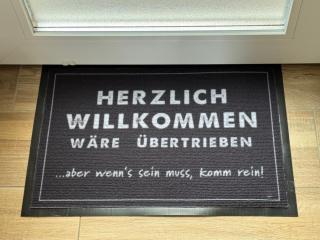 HERZLICH
WILLKOMMEN
WÄRE ÜBERTRIEBEN
...aber wenn's sein muss, komm rein!